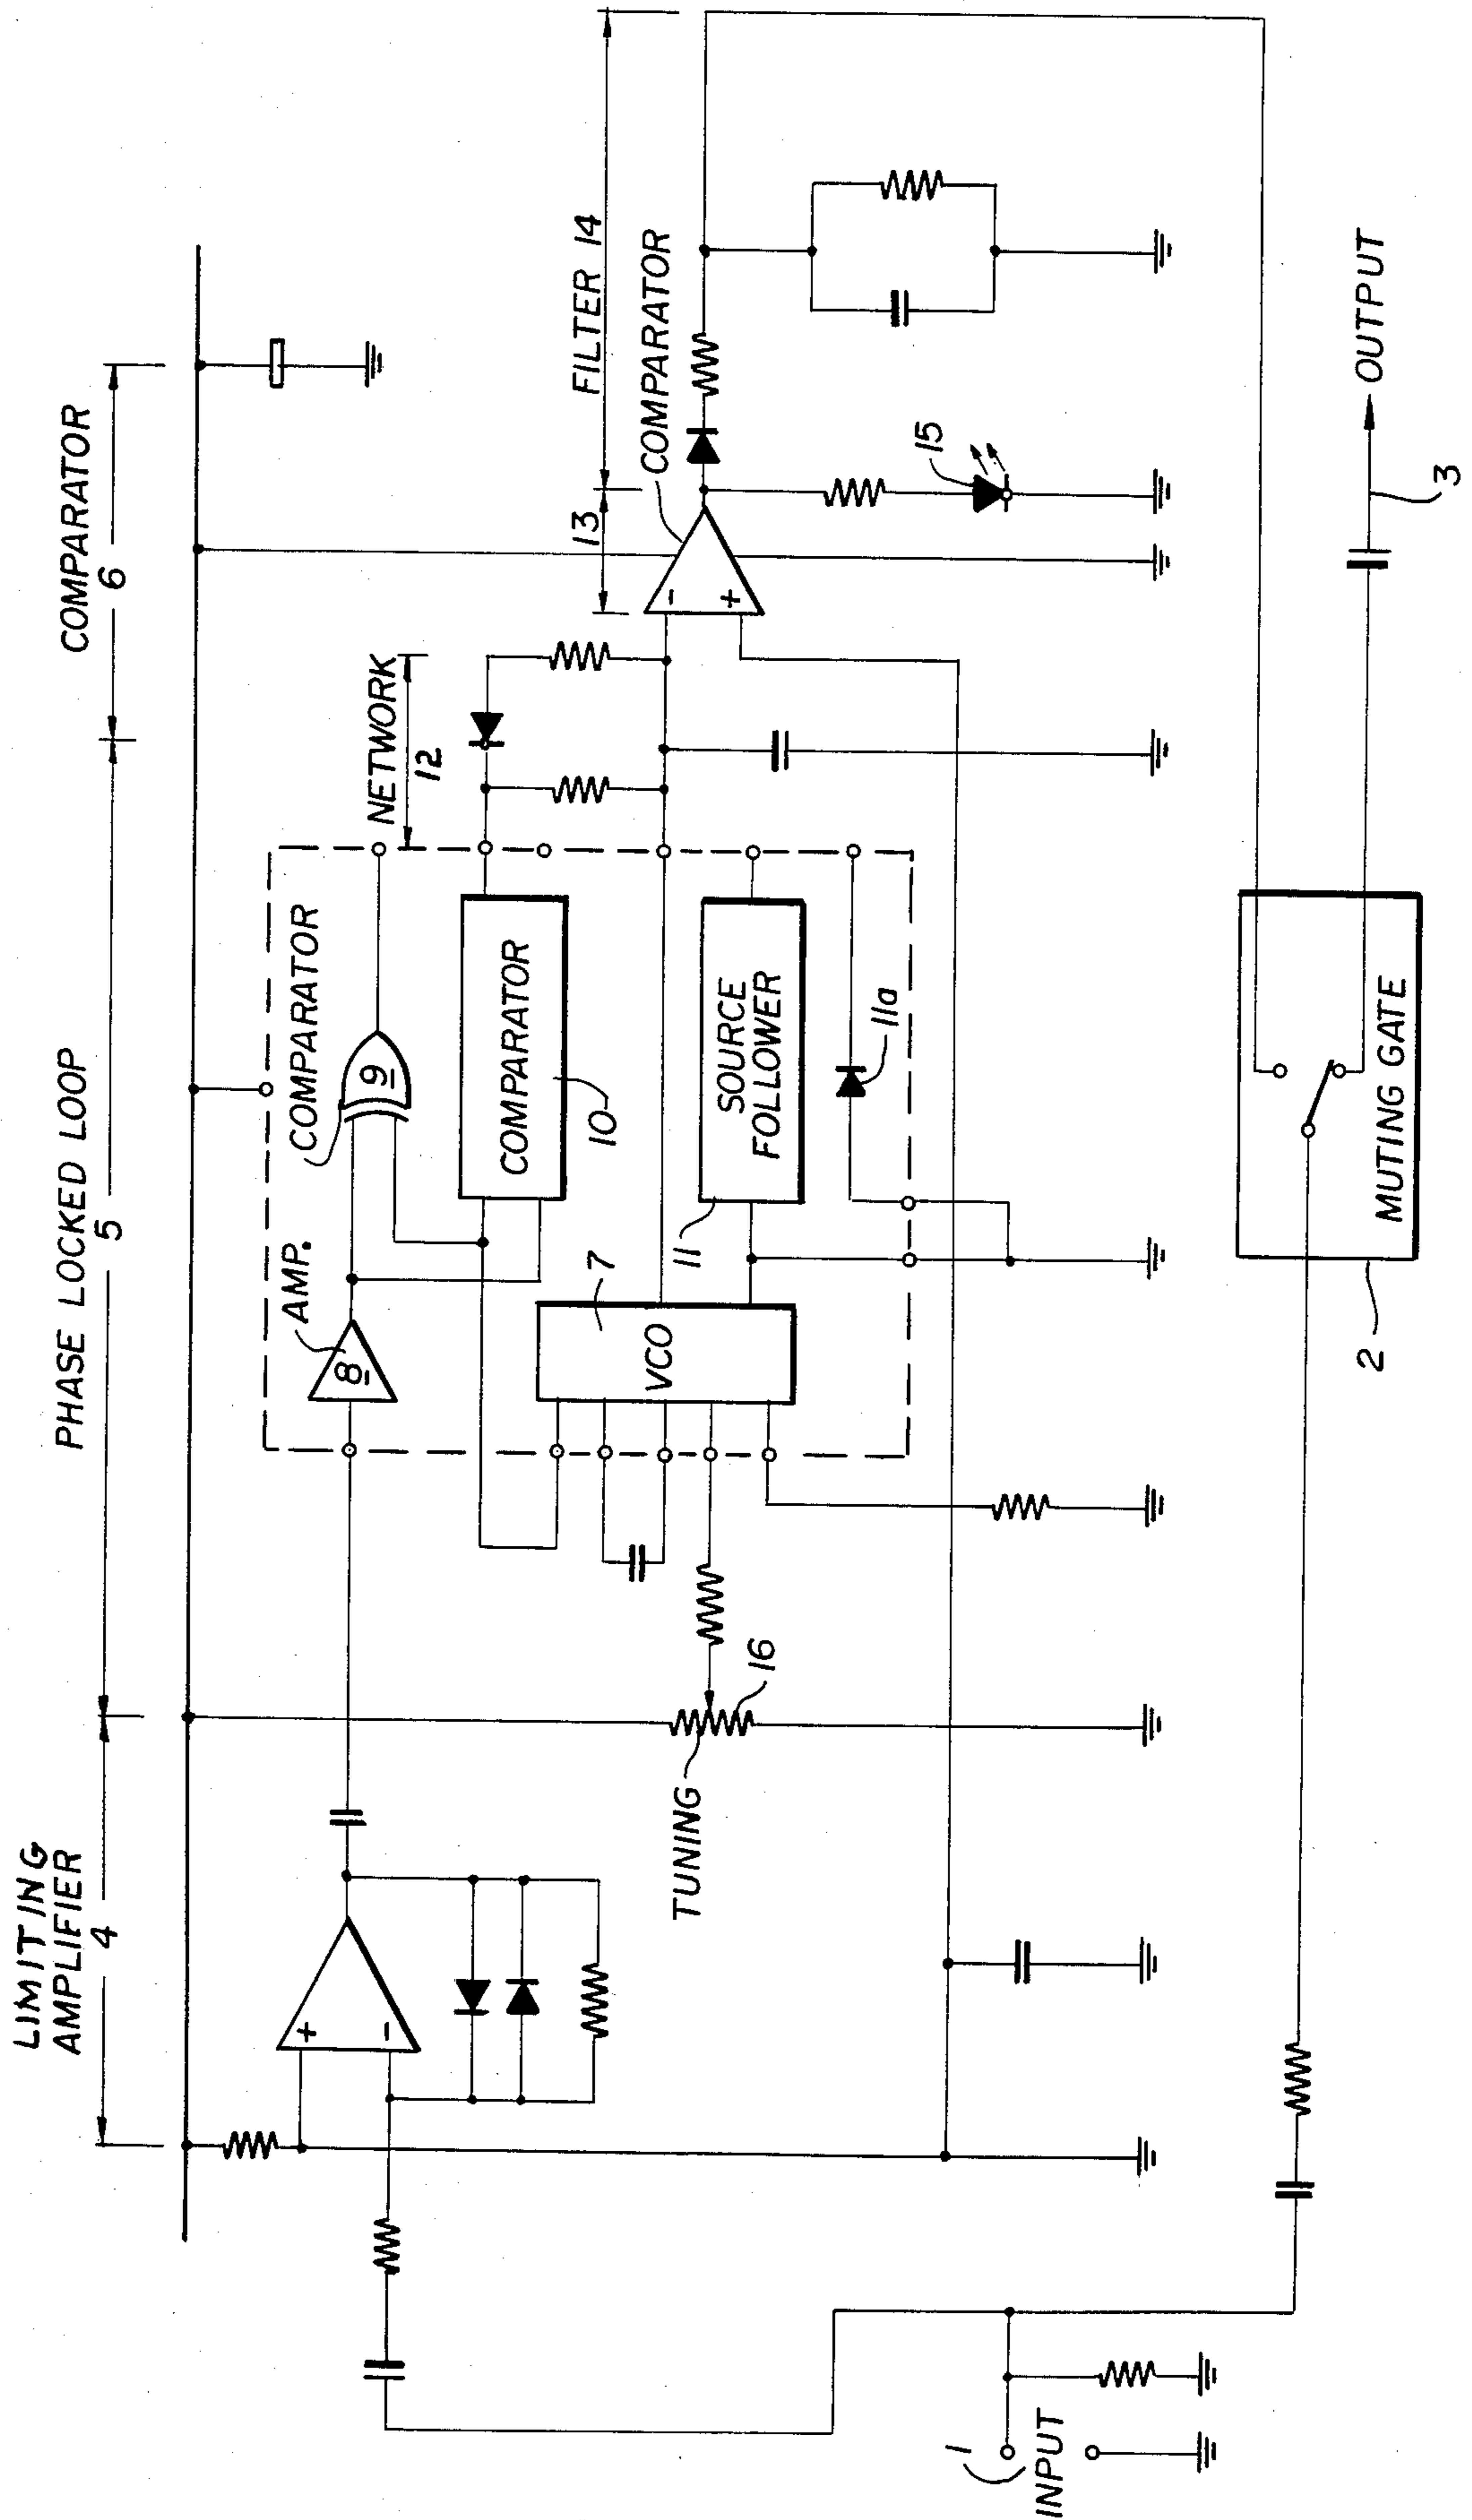 LIMITING
AMPLIFIER
4
PHASE LOCKED LOOP
5
COMPARATOR
6
AMP.
8
COMPARATOR
9
NETWORK
12
FILTER 14
13
COMPARATOR
COMPARATOR
10
7
VCO
11
SOURCE
FOLLOWER
11a
15
TUNING
16
+
-
-
+
1
INPUT
2
MUTING GATE
3
OUTPUT